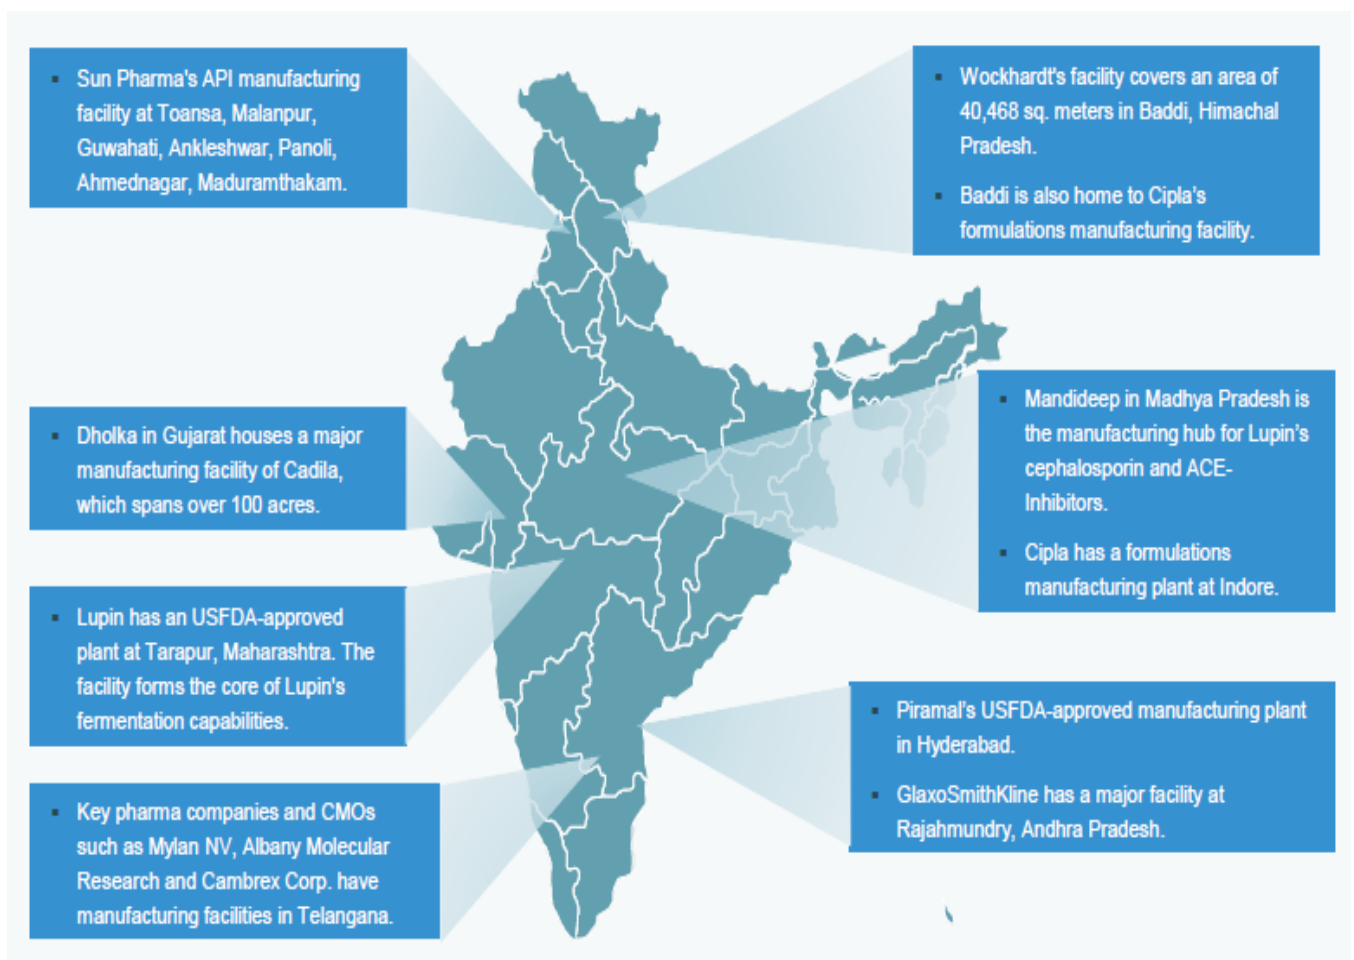 ▪ Sun Pharma's API manufacturing
facility at Toansa, Malanpur,
Guwahati, Ankleshwar, Panoli,
Ahmednagar, Maduramthakam.
▪ Wockhardt's facility covers an area of
40,468 sq. meters in Baddi, Himachal
Pradesh.
▪ Baddi is also home to Cipla's
formulations manufacturing facility.
▪ Dholka in Gujarat houses a major
manufacturing facility of Cadila,
which spans over 100 acres.
▪ Mandideep in Madhya Pradesh is
the manufacturing hub for Lupin's
cephalosporin and ACE-
Inhibitors.
▪ Cipla has a formulations
manufacturing plant at Indore.
▪ Lupin has an USFDA-approved
plant at Tarapur, Maharashtra. The
facility forms the core of Lupin's
fermentation capabilities.
▪ Piramal's USFDA-approved manufacturing plant
in Hyderabad.
▪ GlaxoSmithKline has a major facility at
Rajahmundry, Andhra Pradesh.
▪ Key pharma companies and CMOs
such as Mylan NV, Albany Molecular
Research and Cambrex Corp. have
manufacturing facilities in Telangana.